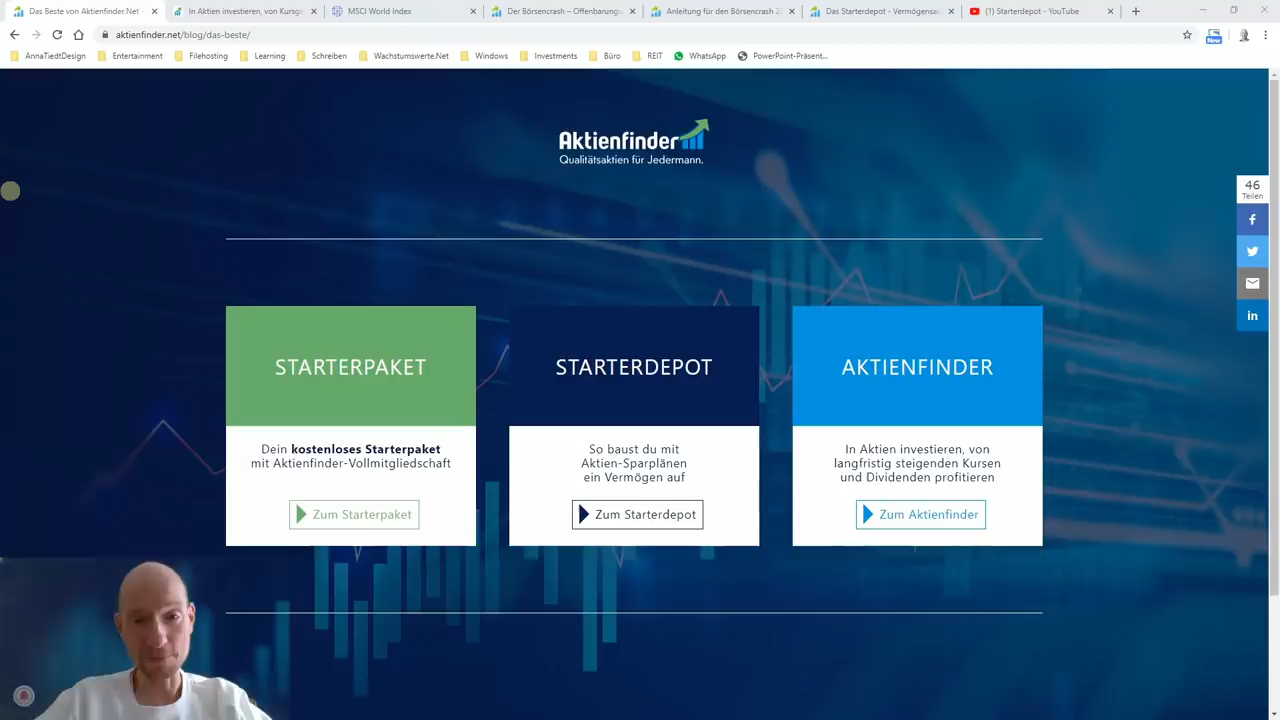 Das Beste von Aktienfinder.Net -
In Aktien investieren, von Kursge
MSCI World Index
Der Börsencrash – Offenbarungs
Anleitung für den Börsencrash 2
Das Starterdepot - Vermögensau
(1) Starterdepot - YouTube
aktienfinder.net/blog/das-beste/
New
AnnaTiedtDesign
Entertainment
Filehosting
Learning
Schreiben
Wachstumswerte.Net
Windows
Investments
Büro
REIT
WhatsApp
PowerPoint-Präsent...
Aktienfinder
Qualitätsaktien für Jedermann.
46
Teilen
STARTERPAKET
Dein kostenloses Starterpaket
mit Aktienfinder-Vollmitgliedschaft
Zum Starterpaket
STARTERDEPOT
So baust du mit
Aktien-Sparplänen
ein Vermögen auf
Zum Starterdepot
AKTIENFINDER
In Aktien investieren, von
langfristig steigenden Kursen
und Dividenden profitieren
Zum Aktienfinder